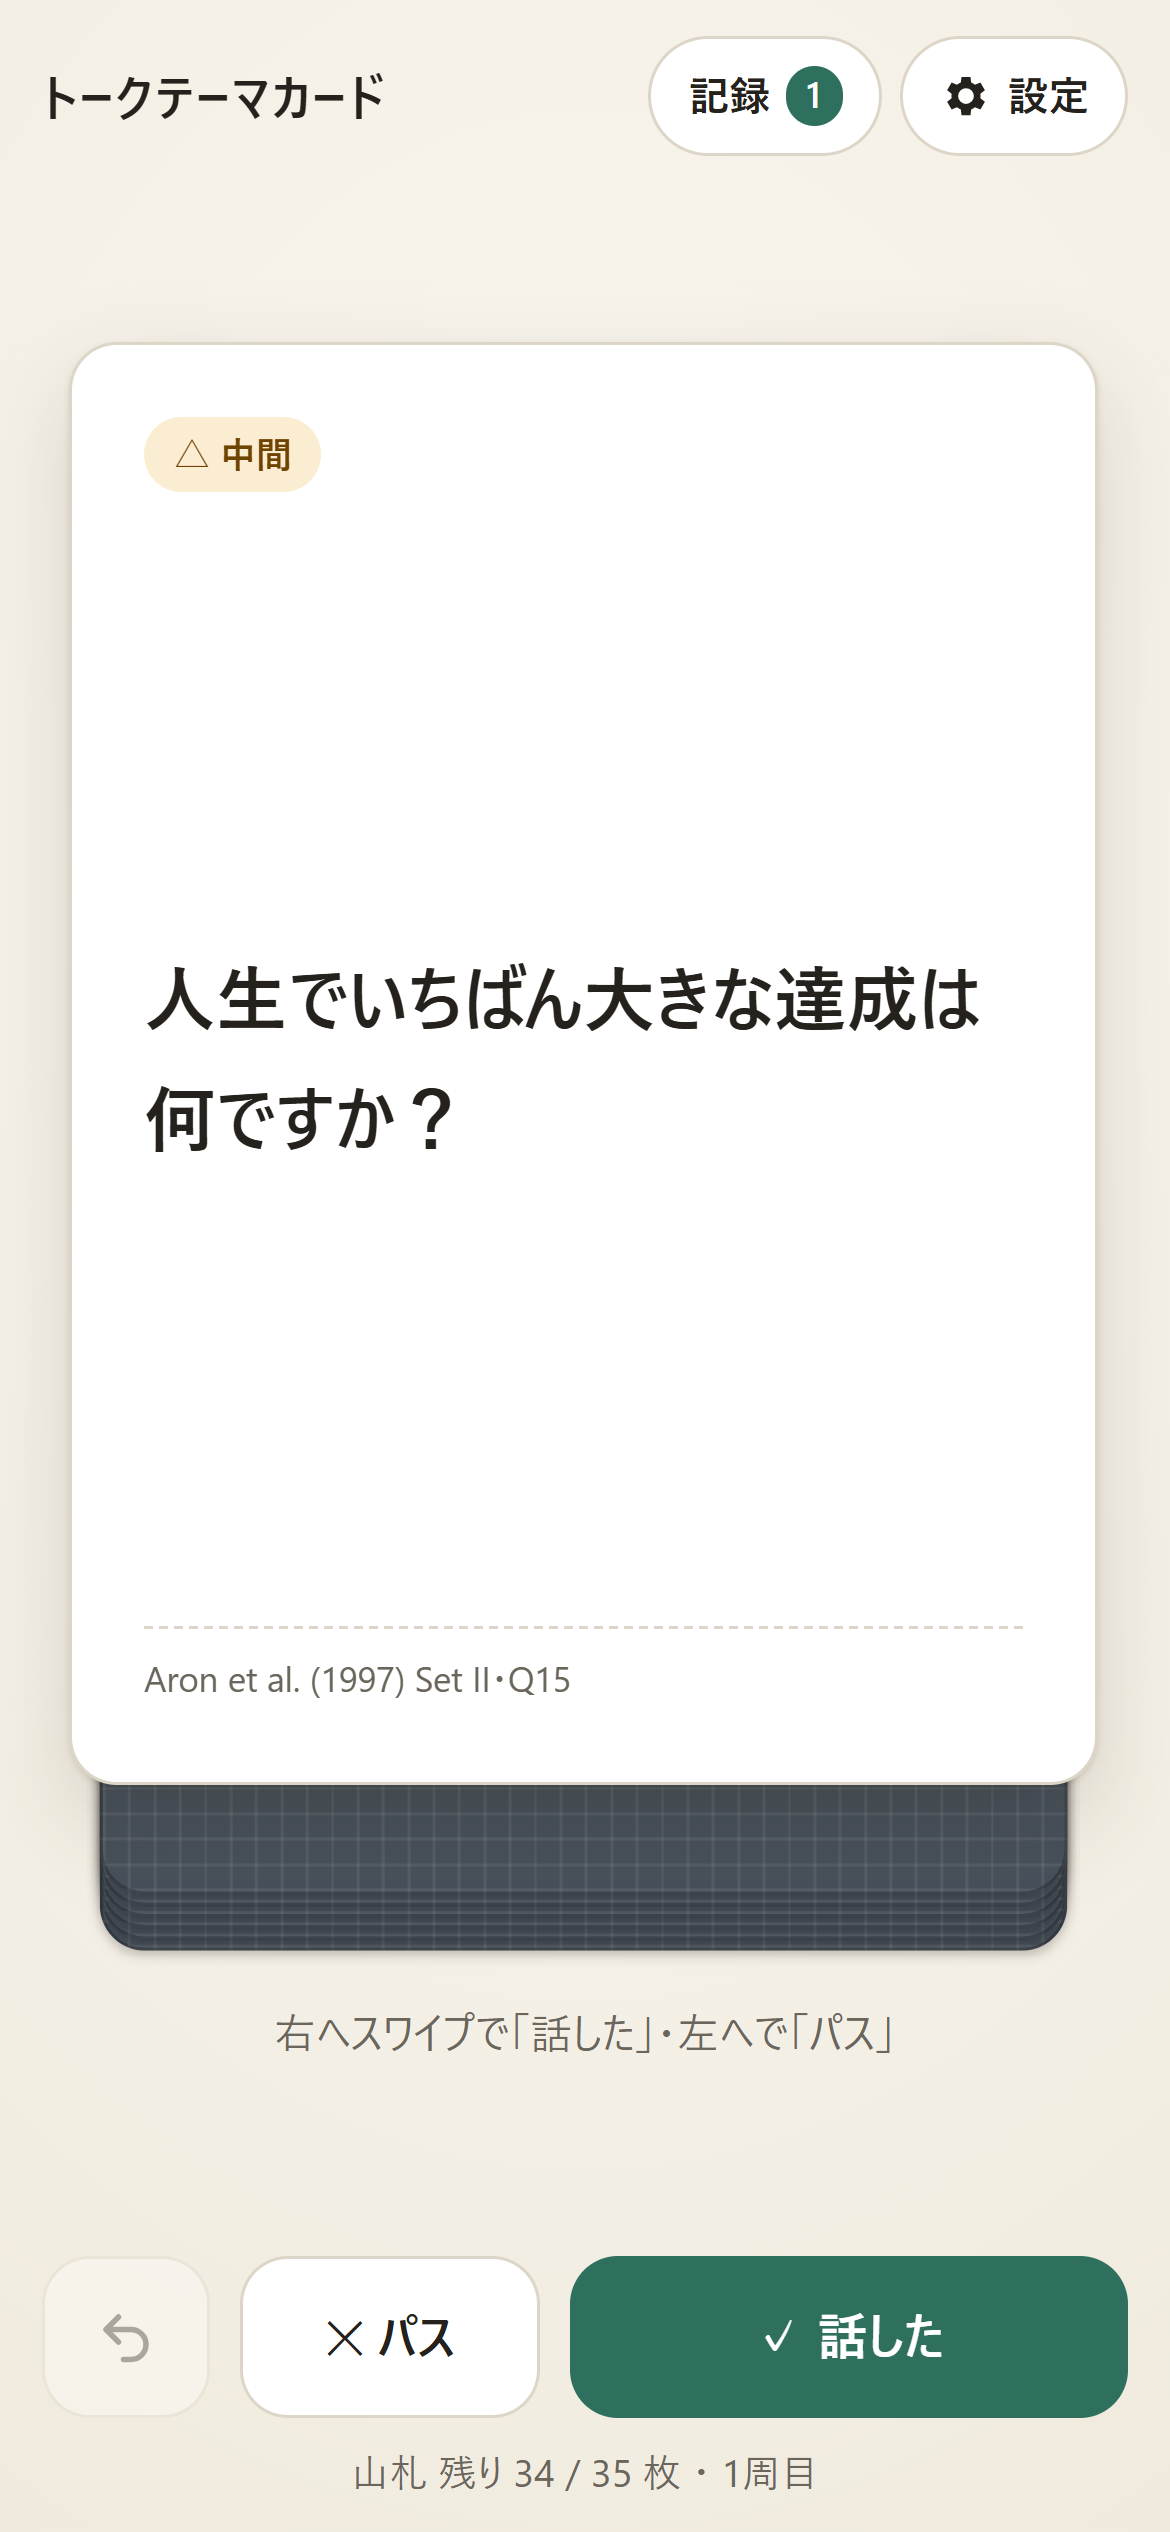 トークテーマカード
記録 1
設定
△ 中間
人生でいちばん大きな達成は
何ですか？
Aron et al. (1997) Set II・Q15
右へスワイプで「話した」・左へで「パス」
× パス
✓ 話した
山札 残り 34 / 35 枚 ・ 1周目